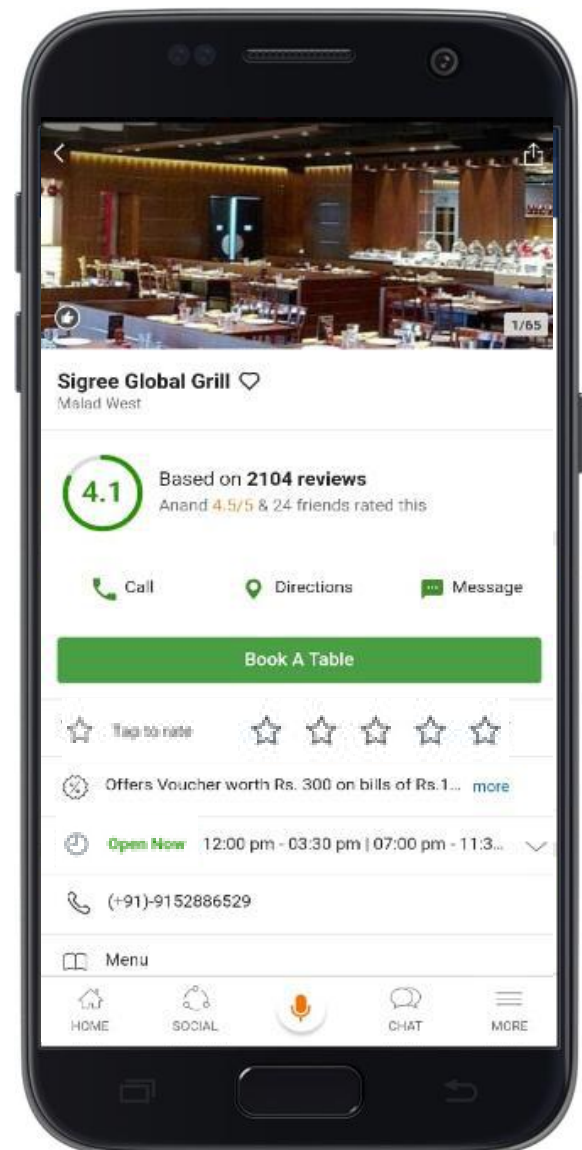 1/65
Sigree Global Grill
Malad West
4.1
Based on 2104 reviews
Anand 4.5/5 & 24 friends rated this
Call Directions Message
Book A Table
Tap to rate
Offers Voucher worth Rs. 300 on bills of Rs.1... more
Open Now 12:00 pm - 03:30 pm | 07:00 pm - 11:3...
(+91)-9152886529
Menu
HOME SOCIAL CHAT MORE